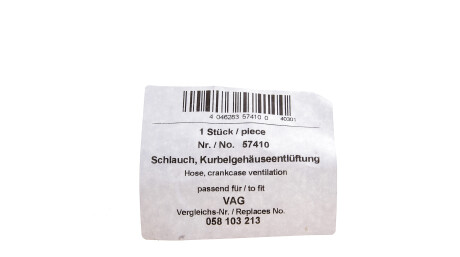 4 046283 57410 0 40301
1 Stück / piece
Nr. / No. 57410
Schlauch, Kurbelgehäuseentlüftung
Hose, crankcase ventilation
passend für / to fit
VAG
Vergleichs-Nr. / Replaces No.
058 103 213